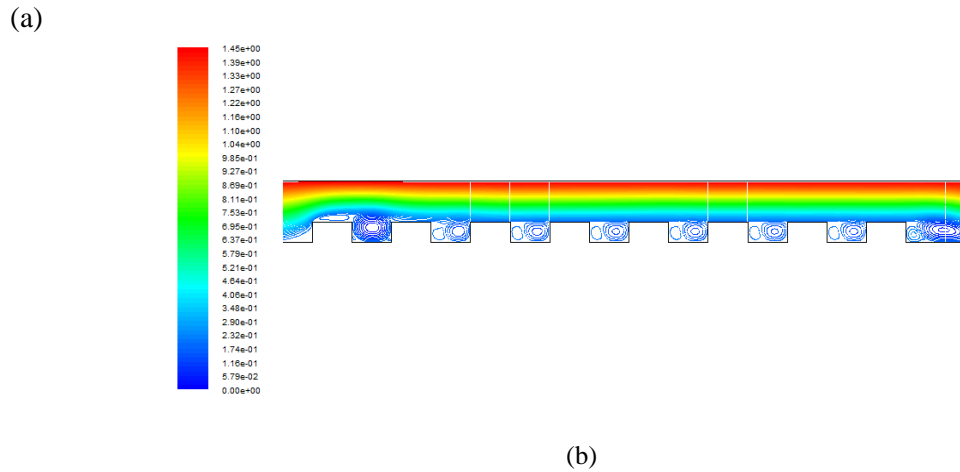 (a)
1.45e+00
1.39e+00
1.33e+00
1.27e+00
1.22e+00
1.16e+00
1.10e+00
1.04e+00
9.85e-01
9.27e-01
8.69e-01
8.11e-01
7.53e-01
6.95e-01
6.37e-01
5.79e-01
5.21e-01
4.64e-01
4.06e-01
3.48e-01
2.90e-01
2.32e-01
1.74e-01
1.16e-01
5.79e-02
0.00e+00
(b)